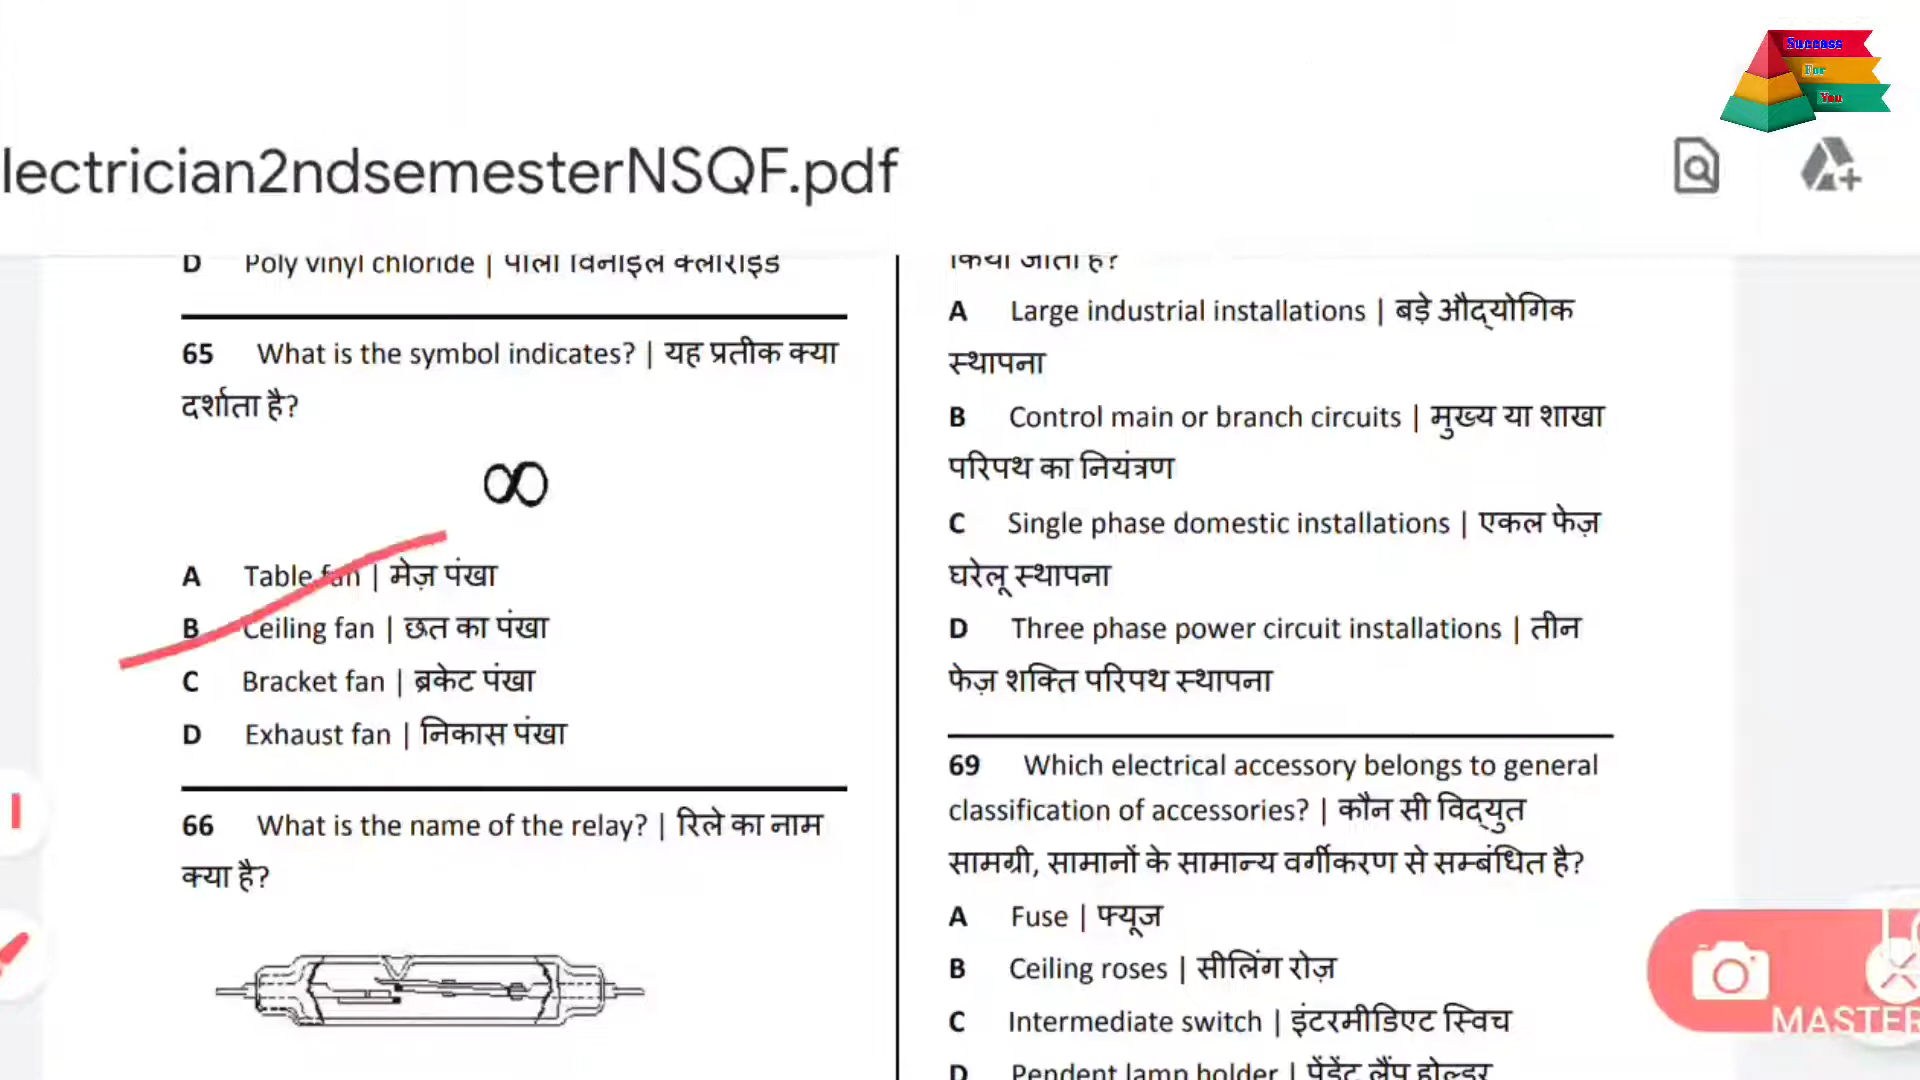 Success
For
You
lectrician2ndsemesterNSQF.pdf
D Poly vinyl chloride | पोली विनाइल क्लोराइड
65 What is the symbol indicates? | यह प्रतीक क्या
दर्शाता है?
∞
A Table fan | मेज़ पंखा
B Ceiling fan | छत का पंखा
C Bracket fan | ब्रकेट पंखा
D Exhaust fan | निकास पंखा
66 What is the name of the relay? | रिले का नाम
क्या है?
किया जाता है?
A Large industrial installations | बड़े औद्योगिक
स्थापना
B Control main or branch circuits | मुख्य या शाखा
परिपथ का नियंत्रण
C Single phase domestic installations | एकल फेज़
घरेलू स्थापना
D Three phase power circuit installations | तीन
फेज़ शक्ति परिपथ स्थापना
69 Which electrical accessory belongs to general
classification of accessories? | कौन सी विद्युत
सामग्री, सामानों के सामान्य वर्गीकरण से सम्बंधित है?
A Fuse | फ्यूज
B Ceiling roses | सीलिंग रोज़
C Intermediate switch | इंटरमीडिएट स्विच
D Pendent lamp holder | पेंडेंट लैंप होल्डर
MASTER